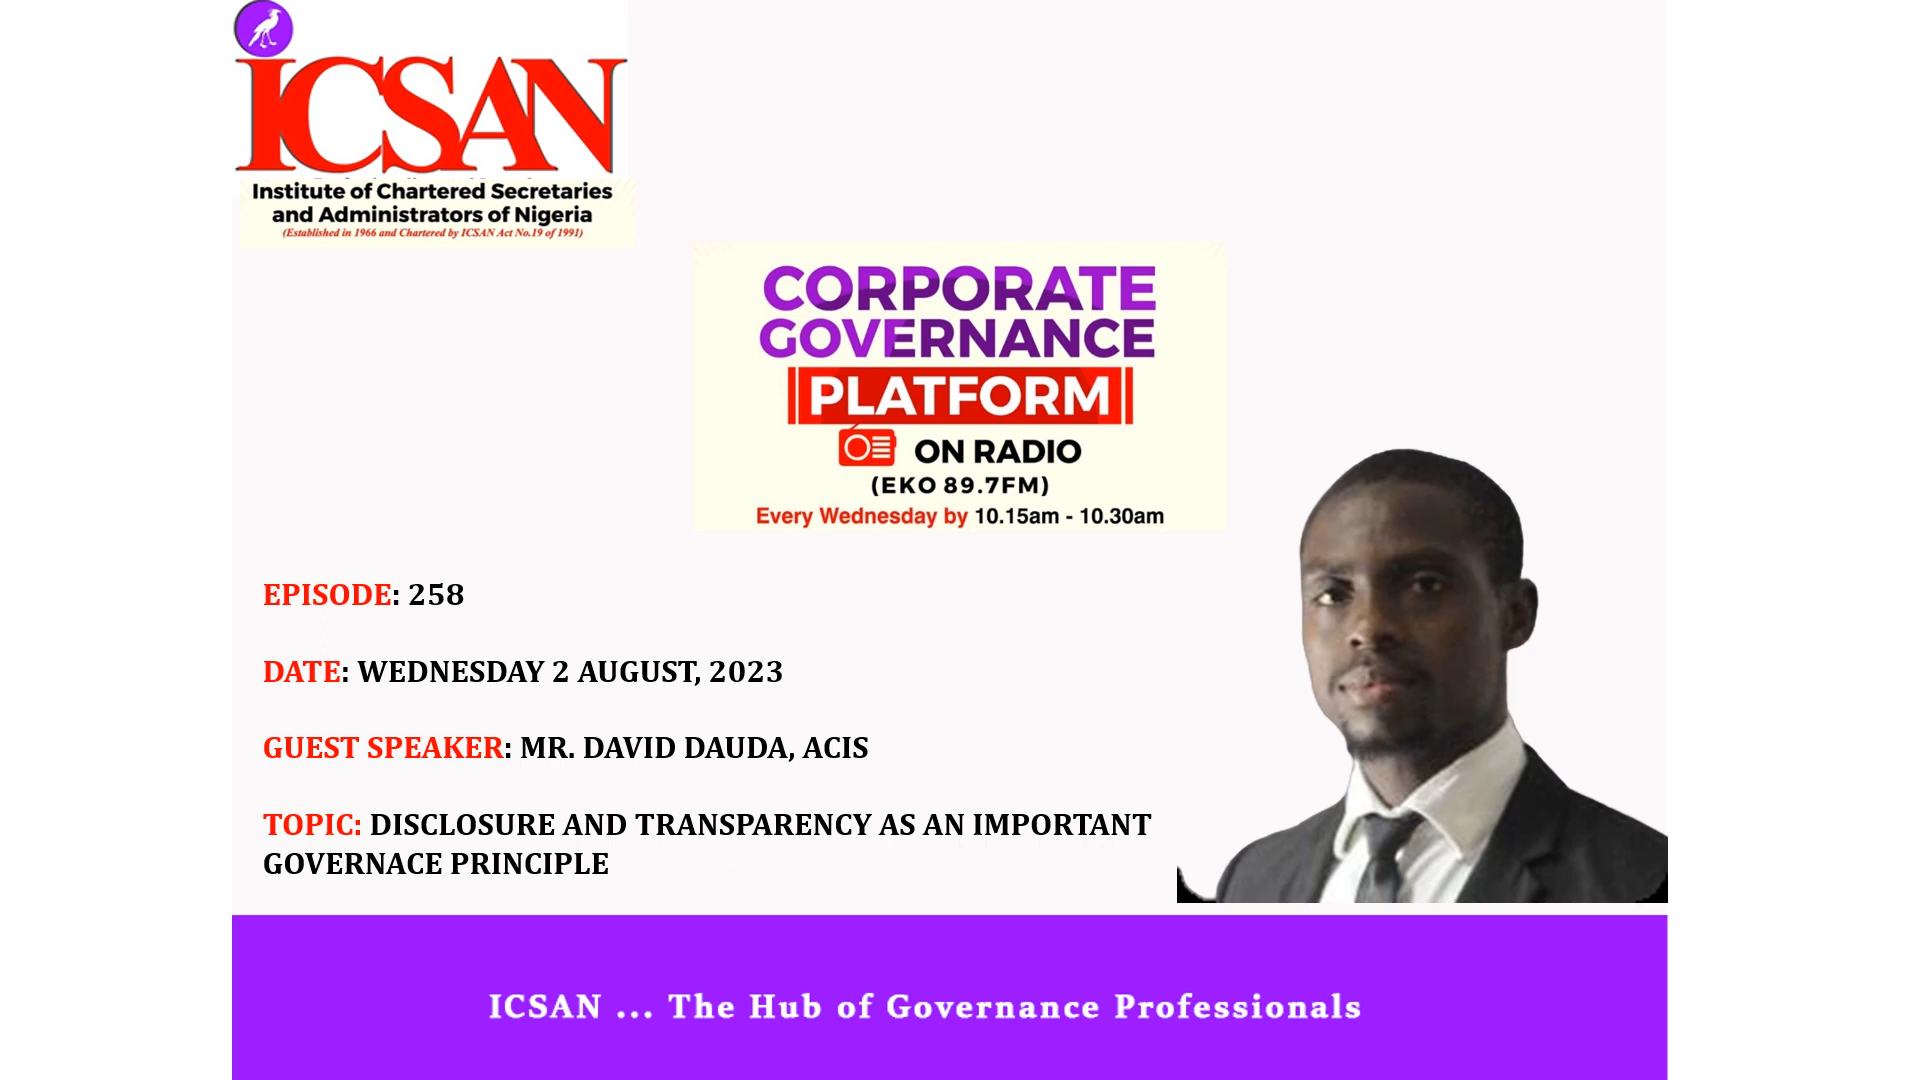 ICSAN
Institute of Chartered Secretaries
and Administrators of Nigeria
(Established in 1966 and Chartered by ICSAN Act No.19 of 1991)
CORPORATE
GOVERNANCE
PLATFORM
ON RADIO
(EKO 89.7FM)
Every Wednesday by 10.15am - 10.30am
EPISODE: 258
DATE: WEDNESDAY 2 AUGUST, 2023
GUEST SPEAKER: MR. DAVID DAUDA, ACIS
TOPIC: DISCLOSURE AND TRANSPARENCY AS AN IMPORTANT
GOVERNACE PRINCIPLE
ICSAN ... The Hub of Governance Professionals